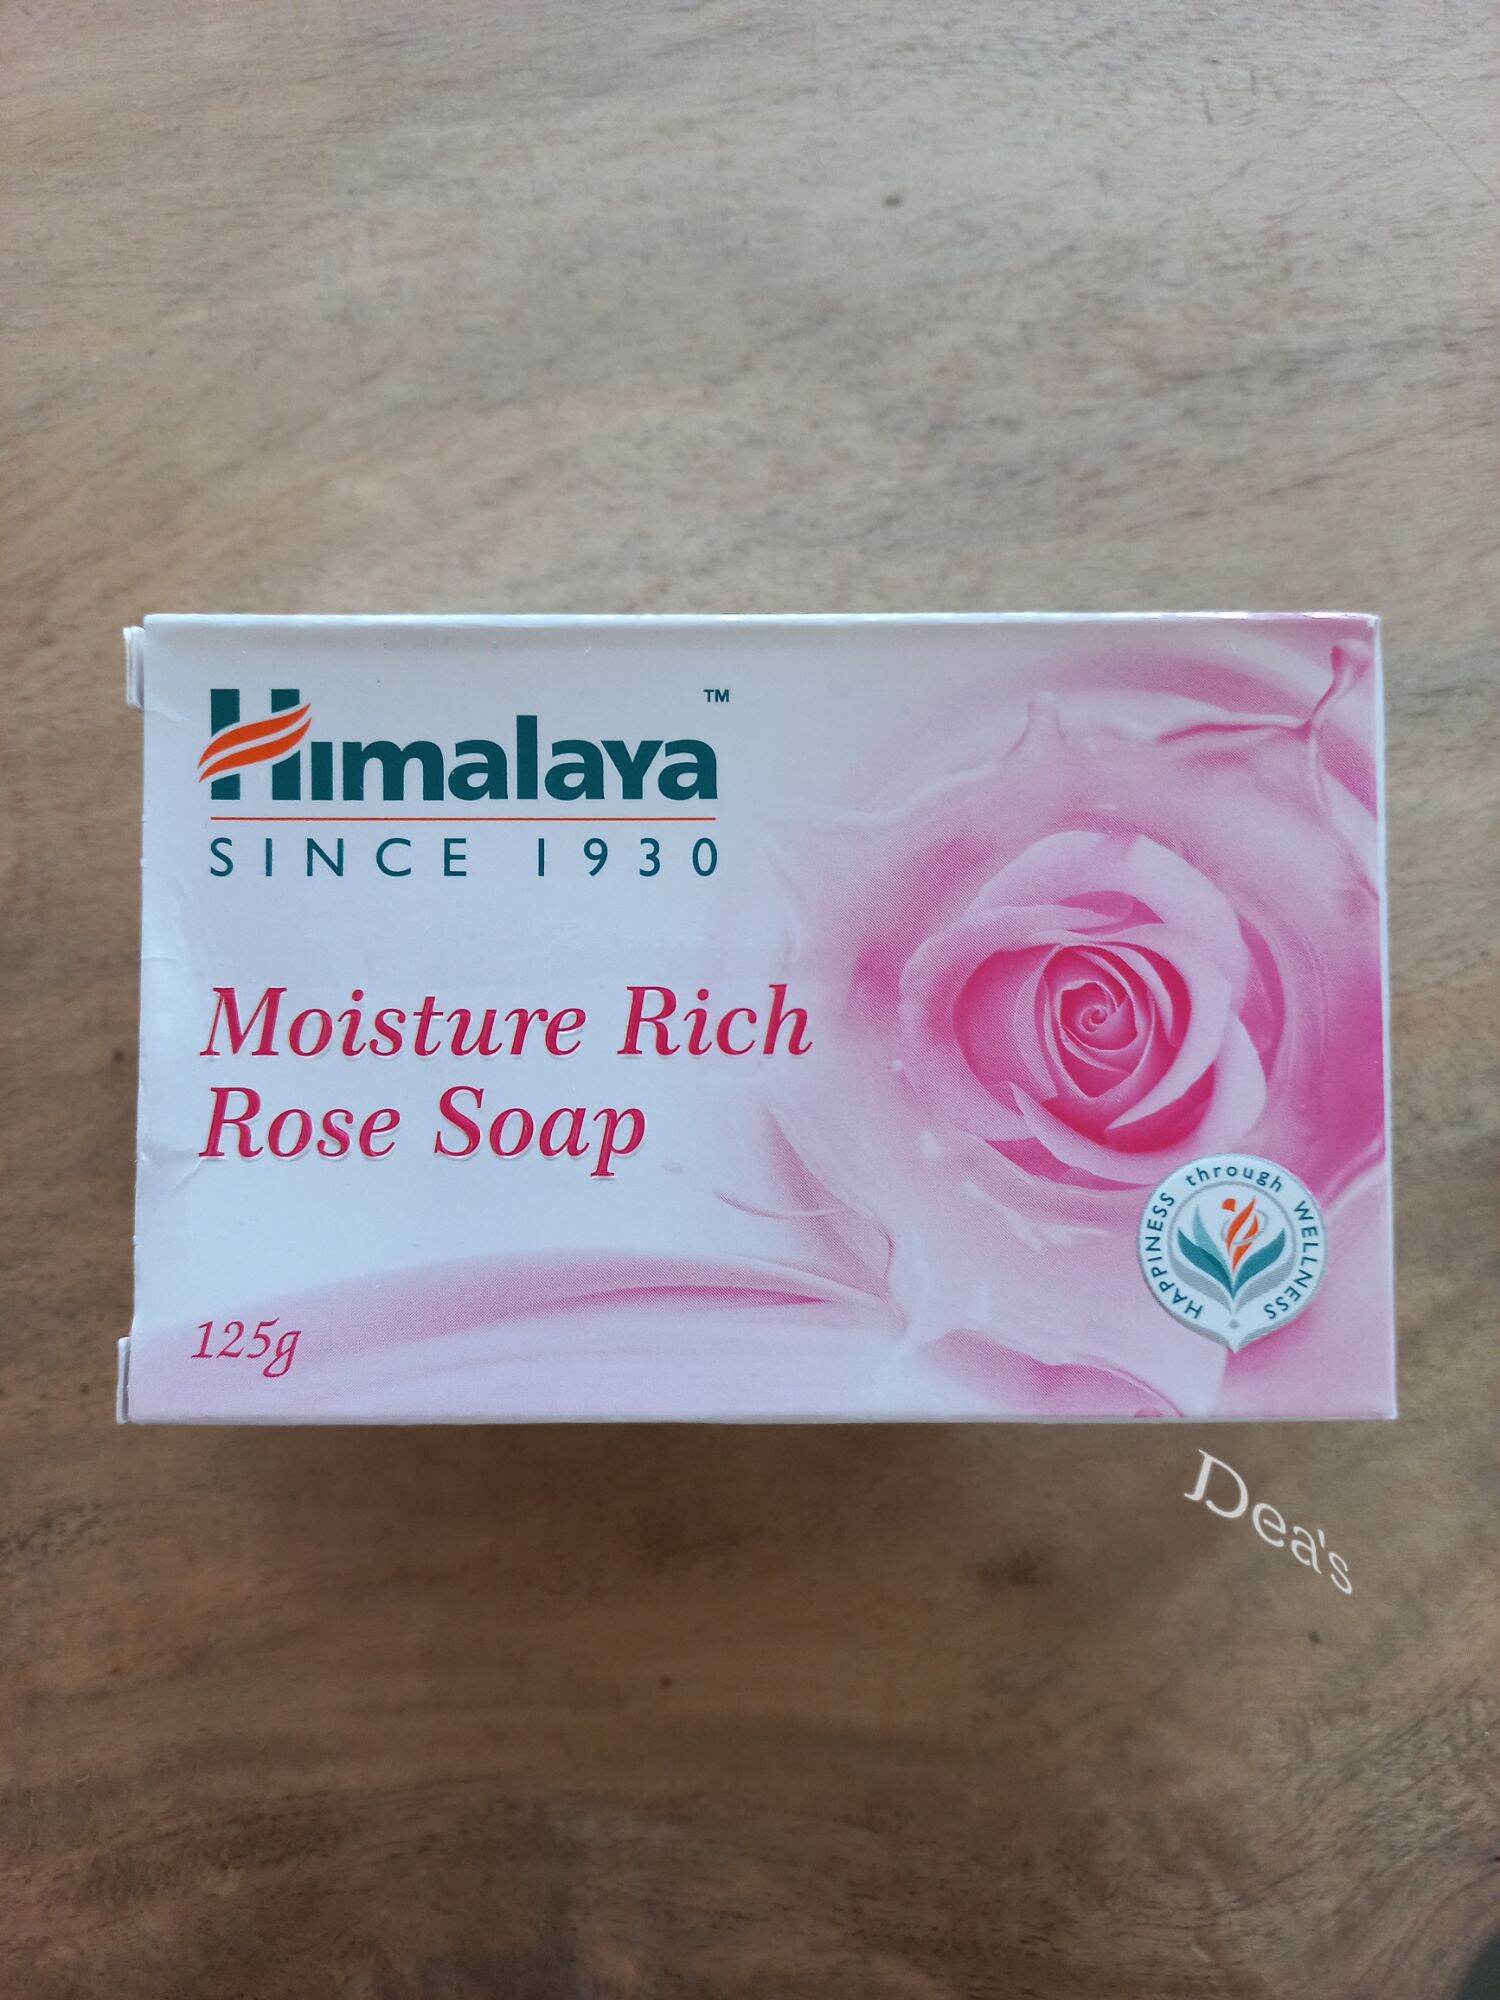 Himalaya™
SINCE 1930
Moisture Rich
Rose Soap
125g
HAPPINESS through WELLNESS
Dea's